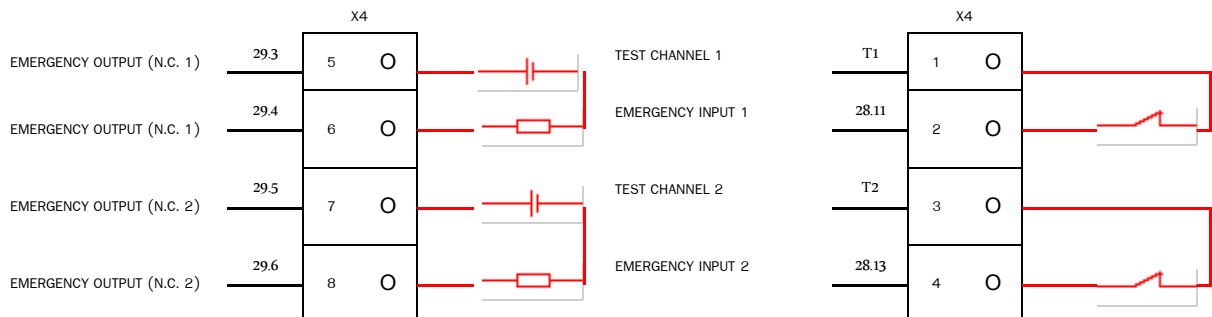 X4
EMERGENCY OUTPUT (N.C. 1) 29.3 5 O
EMERGENCY OUTPUT (N.C. 1) 29.4 6 O
EMERGENCY OUTPUT (N.C. 2) 29.5 7 O
EMERGENCY OUTPUT (N.C. 2) 29.6 8 O
X4
TEST CHANNEL 1 T1 1 O
EMERGENCY INPUT 1 28.11 2 O
TEST CHANNEL 2 T2 3 O
EMERGENCY INPUT 2 28.13 4 O